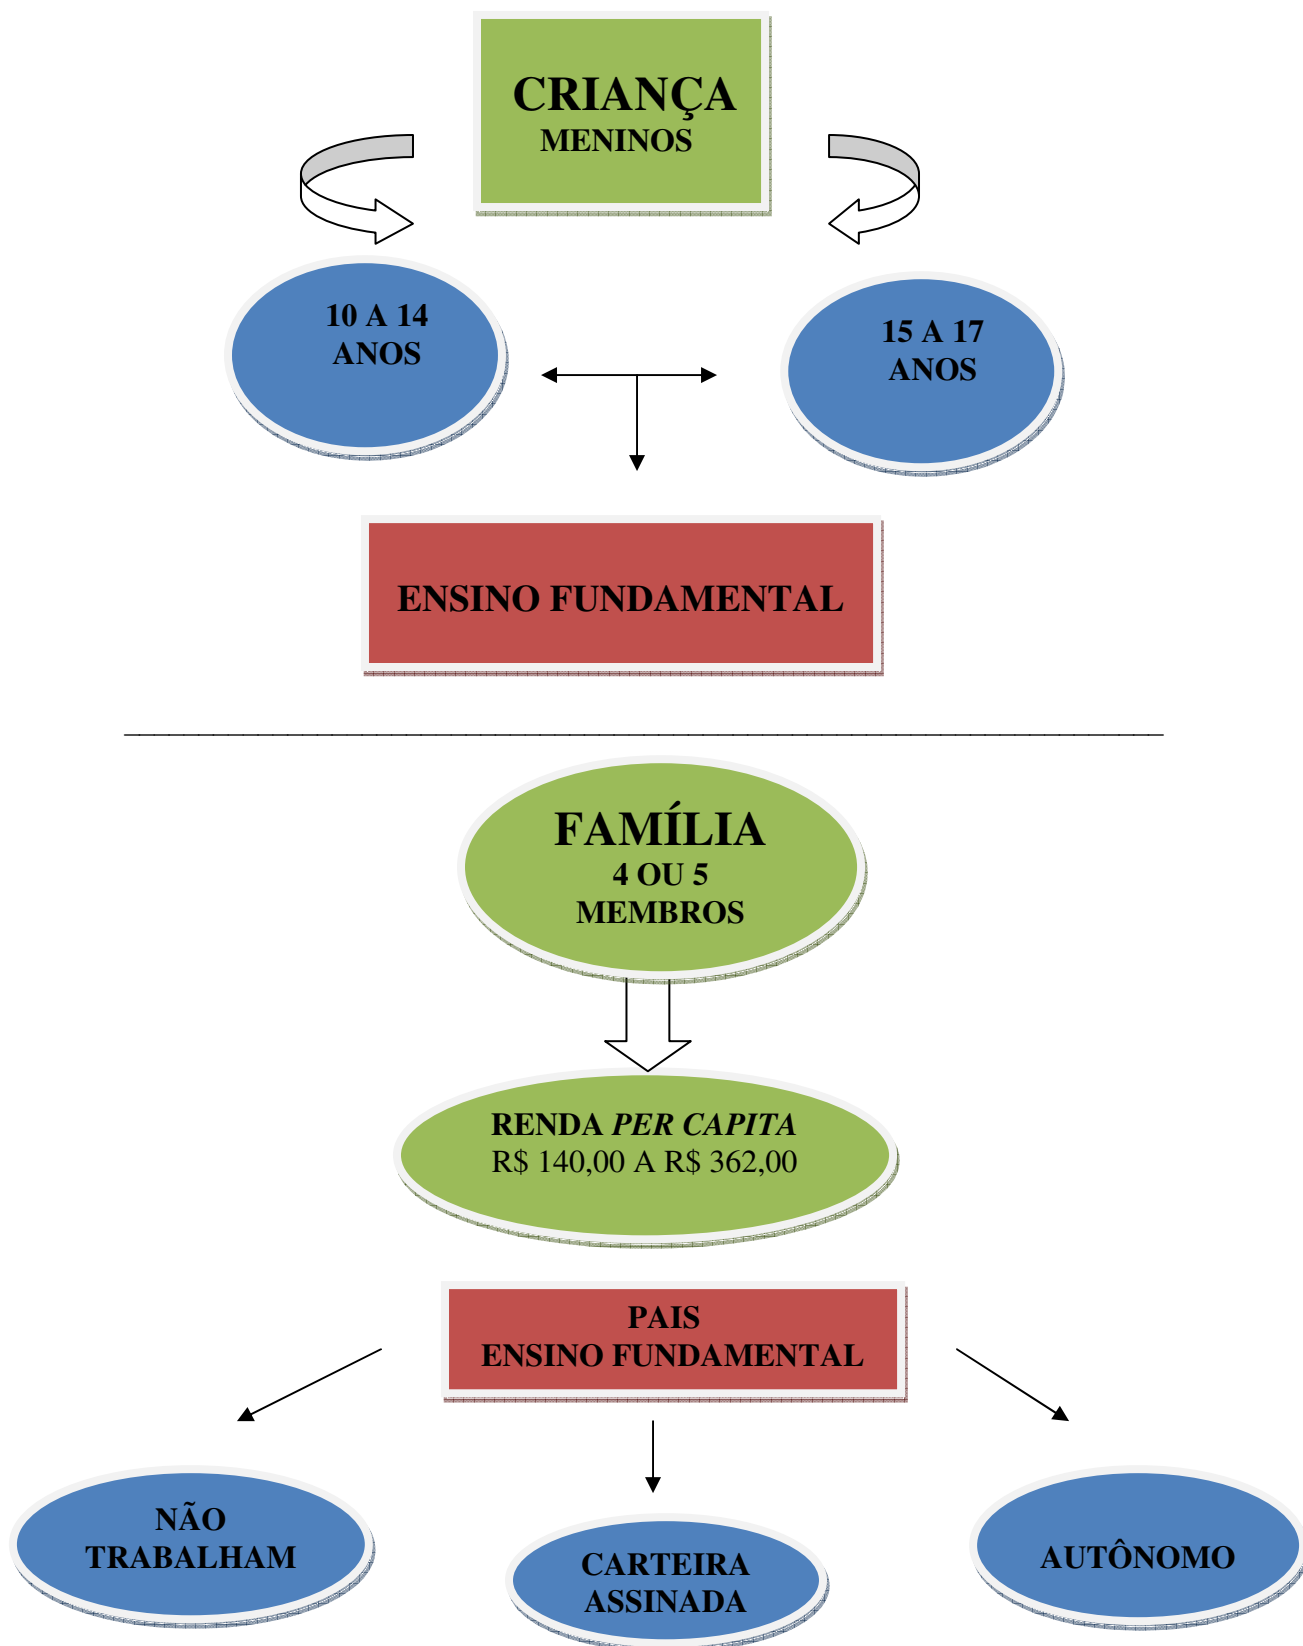 CRIANÇA
MENINOS
10 A 14
ANOS
15 A 17
ANOS
ENSINO FUNDAMENTAL
FAMÍLIA
4 OU 5
MEMBROS
RENDA PER CAPITA
R$ 140,00 A R$ 362,00
PAIS
ENSINO FUNDAMENTAL
NÃO
TRABALHAM
CARTEIRA
ASSINADA
AUTÔNOMO